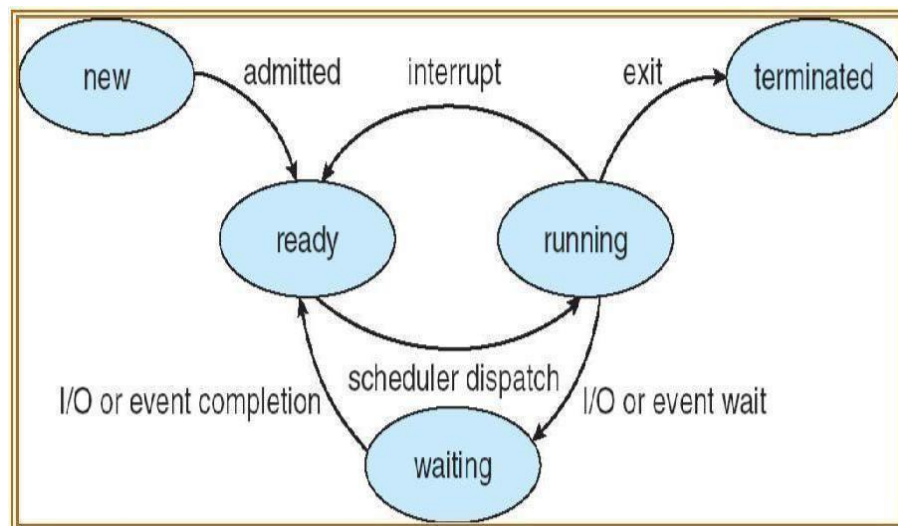 new
admitted
interrupt
exit
terminated
ready
running
scheduler dispatch
I/O or event completion
I/O or event wait
waiting